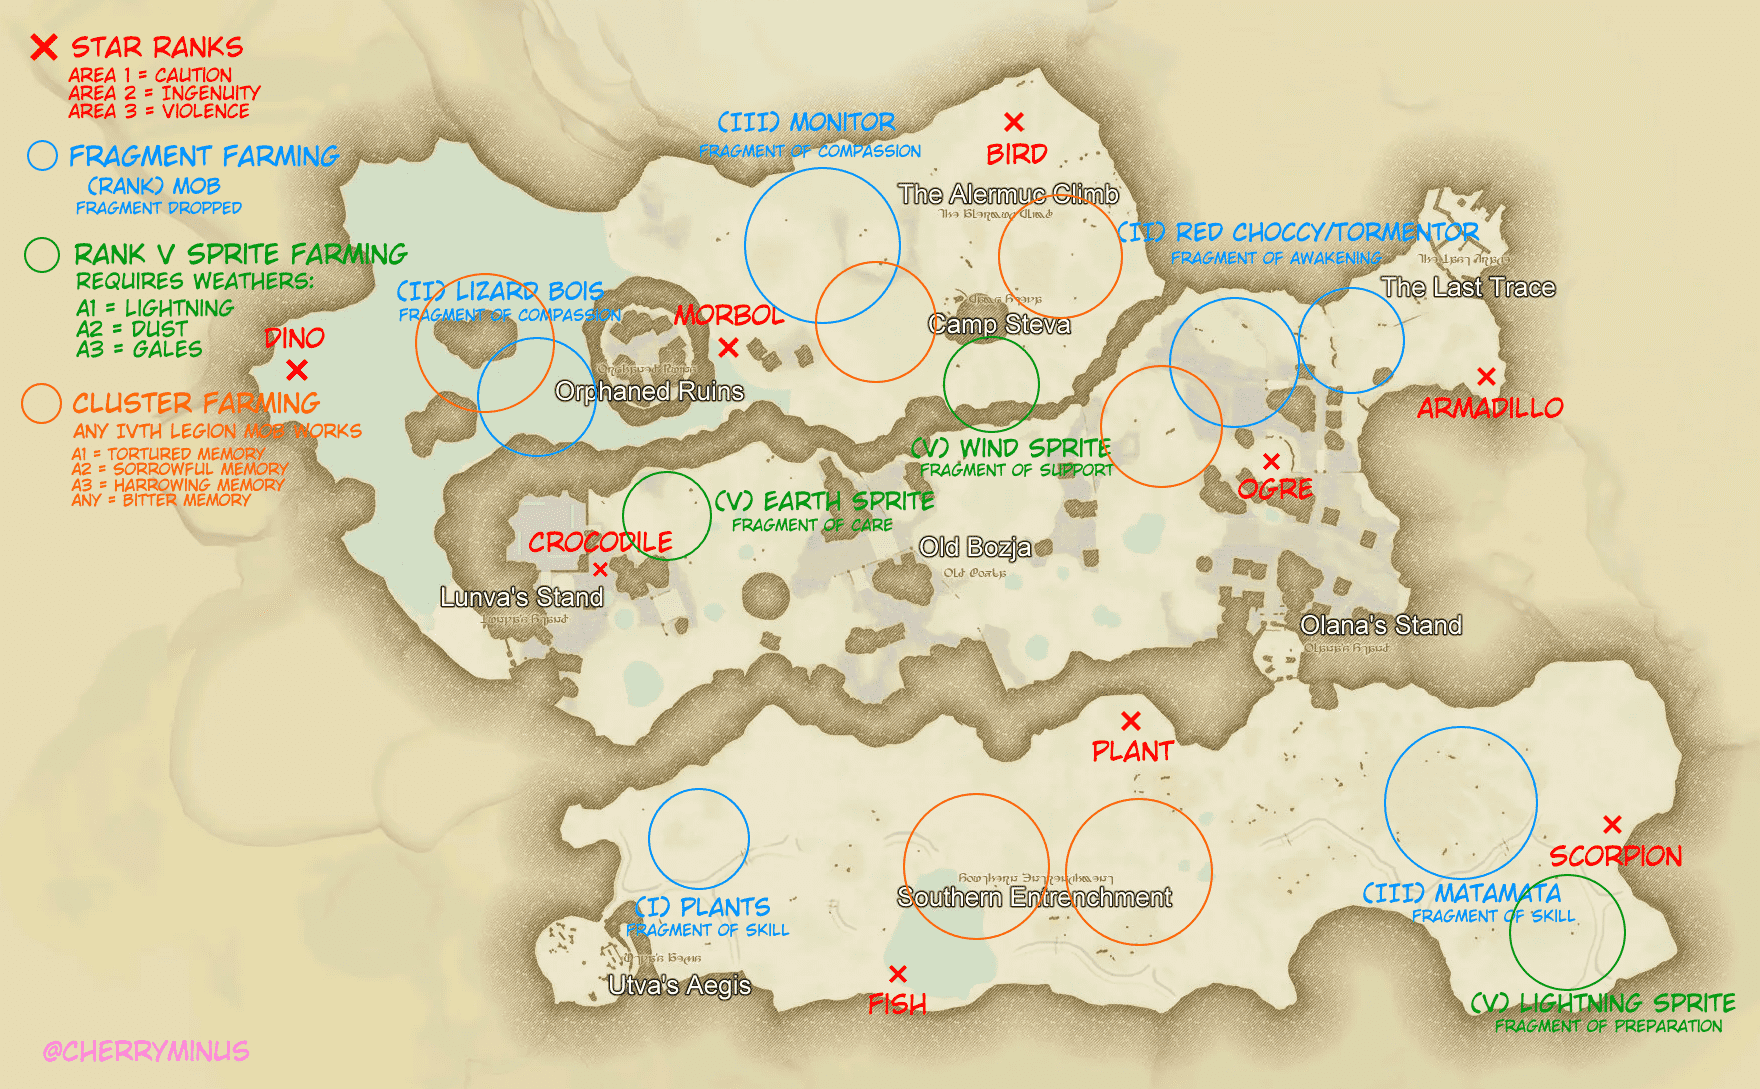 STAR RANKS
AREA 1 = CAUTION
AREA 2 = INGENUITY
AREA 3 = VIOLENCE
FRAGMENT FARMING
(RANK) MOB
FRAGMENT DROPPED
RANK V SPRITE FARMING
REQUIRES WEATHERS:
A1 = LIGHTNING
A2 = DUST
A3 = GALES
CLUSTER FARMING
ANY IVTH LEGION MOB WORKS
A1 = TORTURED MEMORY
A2 = SORROWFUL MEMORY
A3 = HARROWING MEMORY
ANY = BITTER MEMORY
(III) MONITOR
FRAGMENT OF COMPASSION
BIRD
The Alermuc Climb
(II) RED CHOCCY/TORMENTOR
FRAGMENT OF AWAKENING
The Last Trace
(II) LIZARD BOIS
FRAGMENT OF COMPASSION
MORBOL
Camp Steva
DINO
Orphaned Ruins
ARMADILLO
(V) WIND SPRITE
FRAGMENT OF SUPPORT
OGRE
(V) EARTH SPRITE
FRAGMENT OF CARE
CROCODILE
Old Bozja
Lunva's Stand
Olana's Stand
PLANT
SCORPION
(I) PLANTS
FRAGMENT OF SKILL
Southern Entrenchment
(III) MATAMATA
FRAGMENT OF SKILL
Utva's Aegis
FISH
(V) LIGHTNING SPRITE
FRAGMENT OF PREPARATION
@CHERRYMINUS